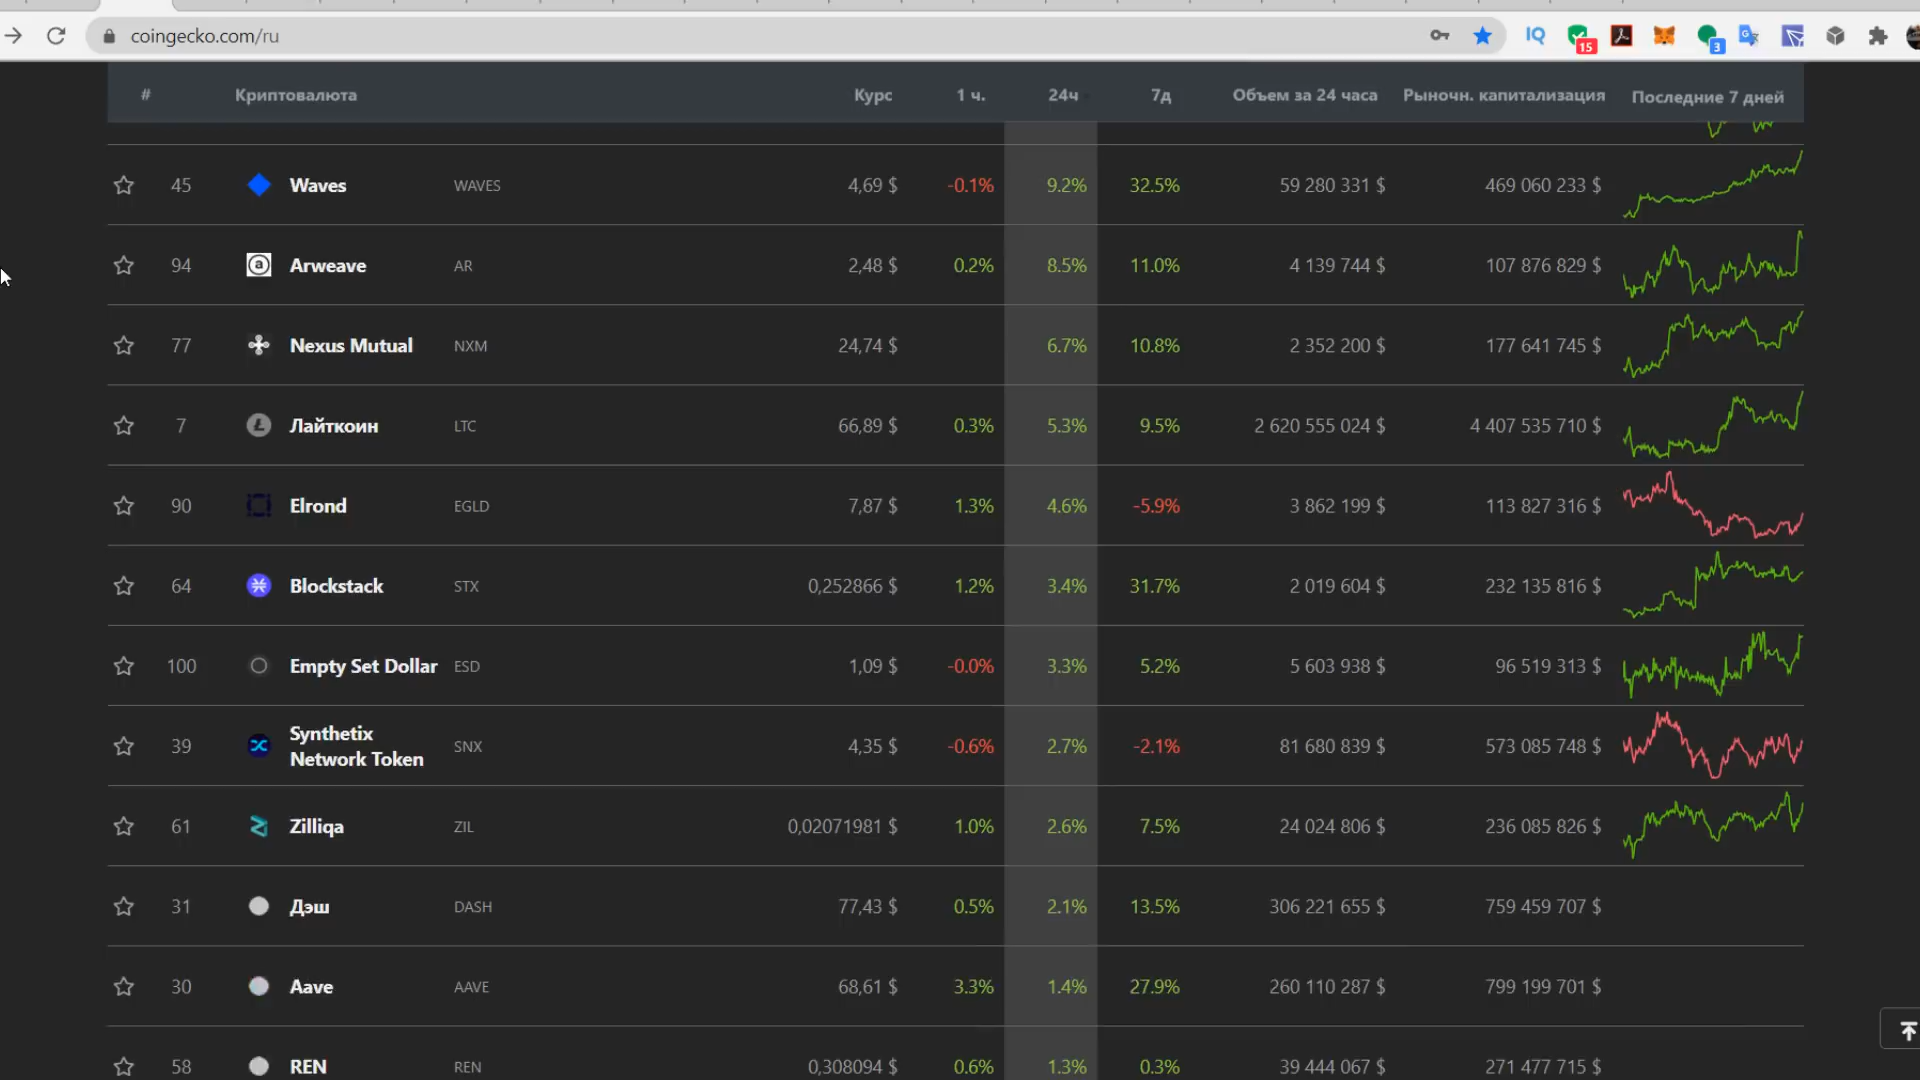 coingecko.com/ru
IQ
15
3
# Криптовалюта Курс 1 ч. 24ч 7д Объем за 24 часа Рыночн. капитализация Последние 7 дней
45 Waves WAVES 4,69 $ -0.1% 9.2% 32.5% 59 280 331 $ 469 060 233 $
94 Arweave AR 2,48 $ 0.2% 8.5% 11.0% 4 139 744 $ 107 876 829 $
77 Nexus Mutual NXM 24,74 $ 6.7% 10.8% 2 352 200 $ 177 641 745 $
7 Лайткоин LTC 66,89 $ 0.3% 5.3% 9.5% 2 620 555 024 $ 4 407 535 710 $
90 Elrond EGLD 7,87 $ 1.3% 4.6% -5.9% 3 862 199 $ 113 827 316 $
64 Blockstack STX 0,252866 $ 1.2% 3.4% 31.7% 2 019 604 $ 232 135 816 $
100 Empty Set Dollar ESD 1,09 $ -0.0% 3.3% 5.2% 5 603 938 $ 96 519 313 $
39 Synthetix
Network Token SNX 4,35 $ -0.6% 2.7% -2.1% 81 680 839 $ 573 085 748 $
61 Zilliqa ZIL 0,02071981 $ 1.0% 2.6% 7.5% 24 024 806 $ 236 085 826 $
31 Дэш DASH 77,43 $ 0.5% 2.1% 13.5% 306 221 655 $ 759 459 707 $
30 Aave AAVE 68,61 $ 3.3% 1.4% 27.9% 260 110 287 $ 799 199 701 $
58 REN REN 0,308094 $ 0.6% 1.3% 0.3% 39 444 067 $ 271 477 715 $